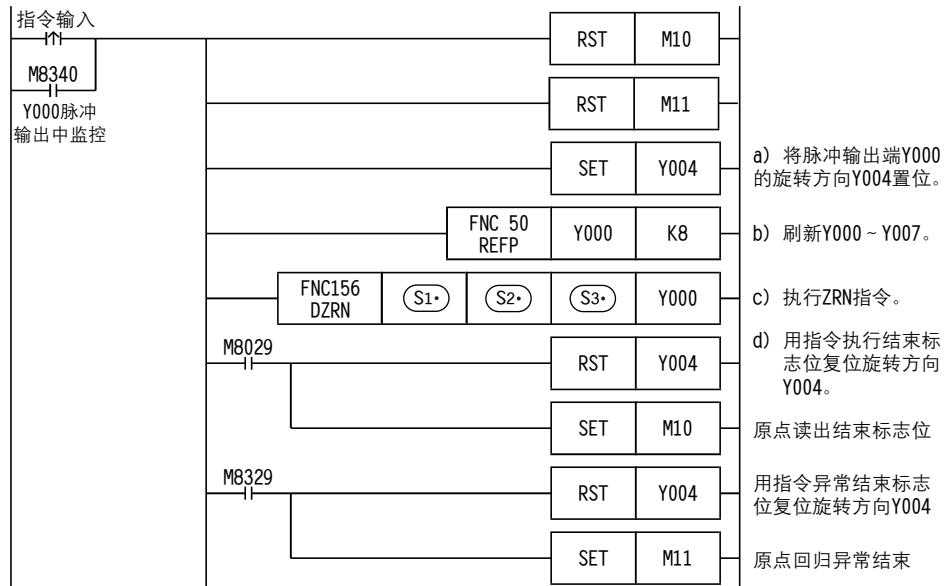 指令输入
RST M10
M8340
Y000脉冲
输出中监控
RST M11
SET Y004
a) 将脉冲输出端Y000
的旋转方向Y004置位。
FNC 50
REFP
Y000 K8
b) 刷新Y000~Y007。
FNC156
DZRN
S1• S2• S3• Y000
c) 执行ZRN指令。
M8029
RST Y004
d) 用指令执行结束标
志位复位旋转方向
Y004。
SET M10
原点读出结束标志位
M8329
RST Y004
用指令异常结束标志
位复位旋转方向Y004
SET M11
原点回归异常结束